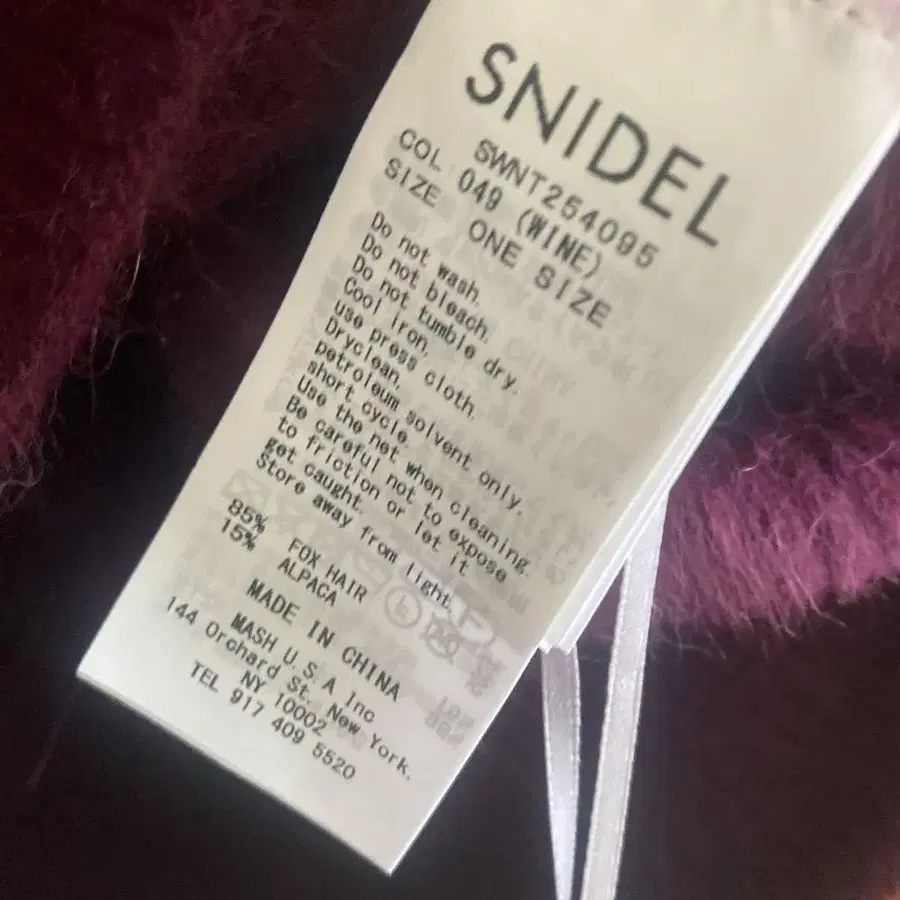 SNIDEL
SWNT254095
COL 049 (WINE)
SIZE ONE SIZE
Do not wash.
Do not bleach.
Do not tumble dry.
Cool iron,
use press cloth.
Dryclean,
petroleum solvent only,
short cycle.
Use the net when cleaning.
Be careful not to expose
to friction or let it
get caught.
Store away from light.
85% FOX HAIR
15% ALPACA
MADE IN CHINA
MASH U.S.A Inc
144 Orchard St. New York.
NY 10002
TEL 917 409 5520